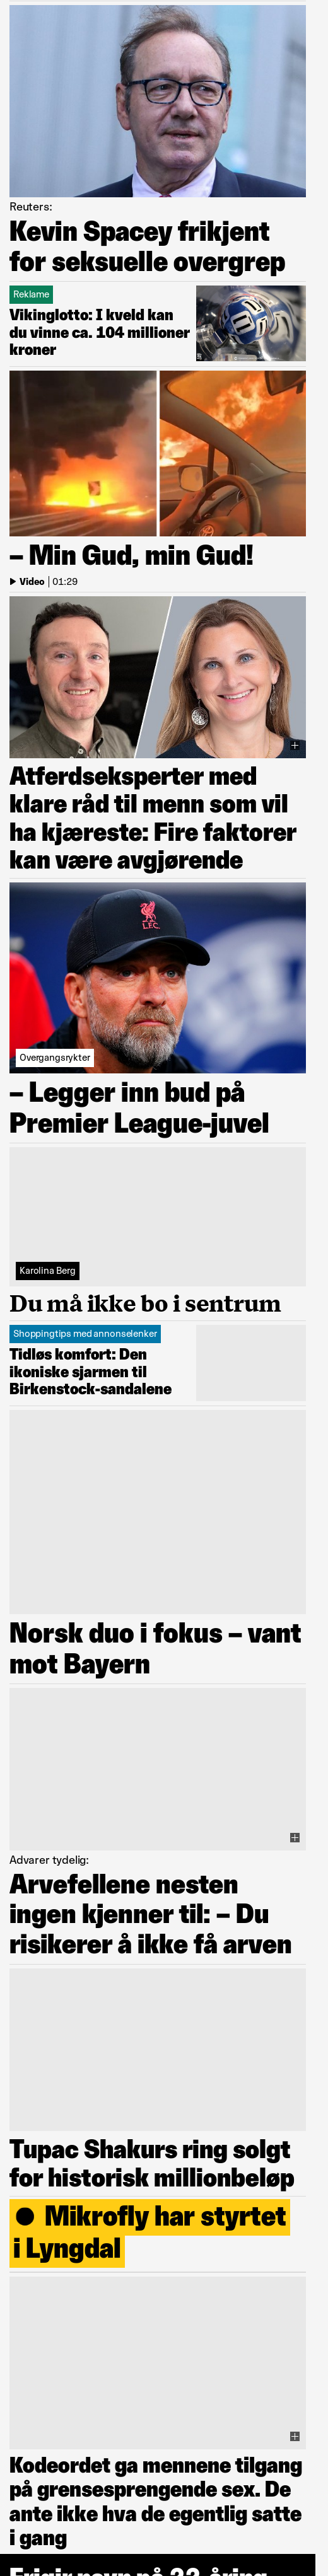 Reuters:
Kevin Spacey frikjent
for seksuelle overgrep
Reklame
Vikinglotto: I kveld kan
du vinne ca. 104 millioner
kroner
– Min Gud, min Gud!
Video | 01:29
Atferdseksperter med
klare råd til menn som vil
ha kjæreste: Fire faktorer
kan være avgjørende
L.F.C.
Overgangsrykter
– Legger inn bud på
Premier League-juvel
Karolina Berg
Du må ikke bo i sentrum
Shoppingtips med annonselenker
Tidløs komfort: Den
ikoniske sjarmen til
Birkenstock-sandalene
Norsk duo i fokus – vant
mot Bayern
Advarer tydelig:
Arvefellene nesten
ingen kjenner til: – Du
risikerer å ikke få arven
Tupac Shakurs ring solgt
for historisk millionbeløp
Mikrofly har styrtet
i Lyngdal
Kodeordet ga mennene tilgang
på grensesprengende sex. De
ante ikke hva de egentlig satte
i gang